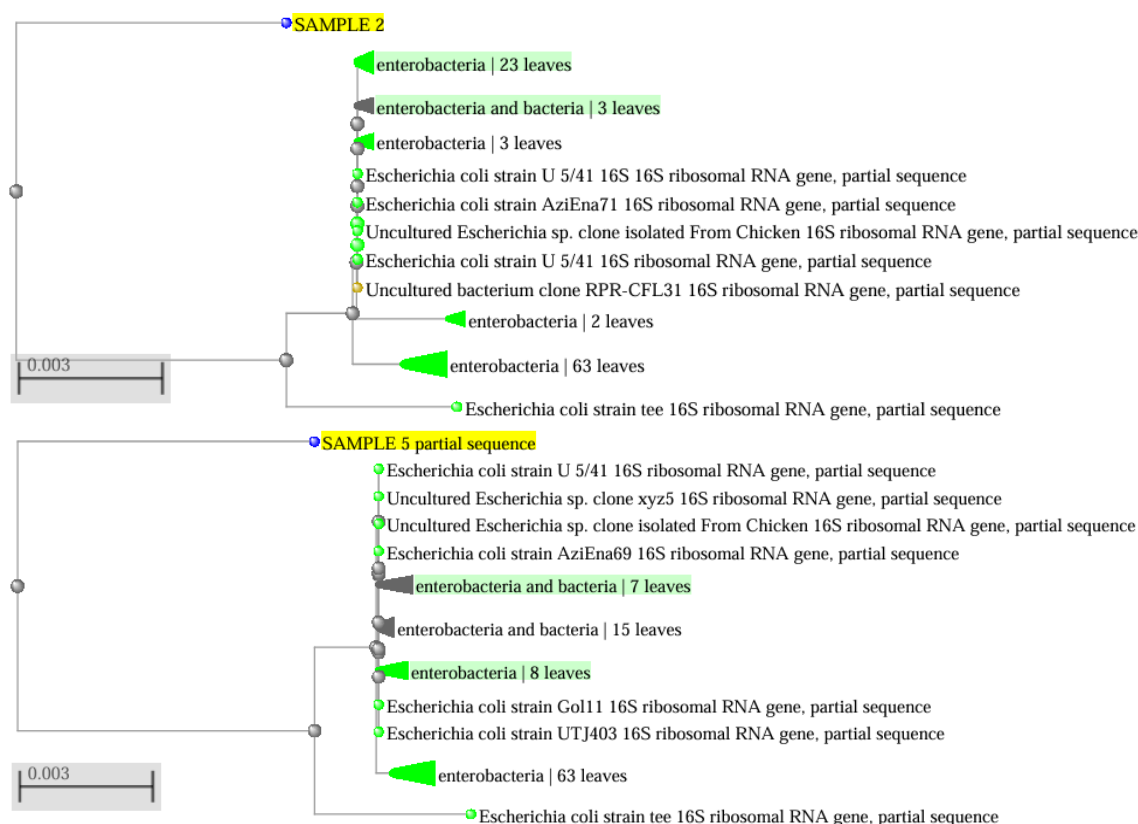 SAMPLE 2
enterobacteria | 23 leaves
enterobacteria and bacteria | 3 leaves
enterobacteria | 3 leaves
Escherichia coli strain U 5/41 16S 16S ribosomal RNA gene, partial sequence
Escherichia coli strain AziEna71 16S ribosomal RNA gene, partial sequence
Uncultured Escherichia sp. clone isolated From Chicken 16S ribosomal RNA gene, partial sequence
Escherichia coli strain U 5/41 16S ribosomal RNA gene, partial sequence
Uncultured bacterium clone RPR-CFL31 16S ribosomal RNA gene, partial sequence
enterobacteria | 2 leaves
0.003
enterobacteria | 63 leaves
Escherichia coli strain tee 16S ribosomal RNA gene, partial sequence
SAMPLE 5 partial sequence
Escherichia coli strain U 5/41 16S ribosomal RNA gene, partial sequence
Uncultured Escherichia sp. clone xyz5 16S ribosomal RNA gene, partial sequence
Uncultured Escherichia sp. clone isolated From Chicken 16S ribosomal RNA gene, partial sequence
Escherichia coli strain AziEna69 16S ribosomal RNA gene, partial sequence
enterobacteria and bacteria | 7 leaves
enterobacteria and bacteria | 15 leaves
enterobacteria | 8 leaves
Escherichia coli strain Gol11 16S ribosomal RNA gene, partial sequence
Escherichia coli strain UTJ403 16S ribosomal RNA gene, partial sequence
0.003
enterobacteria | 63 leaves
Escherichia coli strain tee 16S ribosomal RNA gene, partial sequence